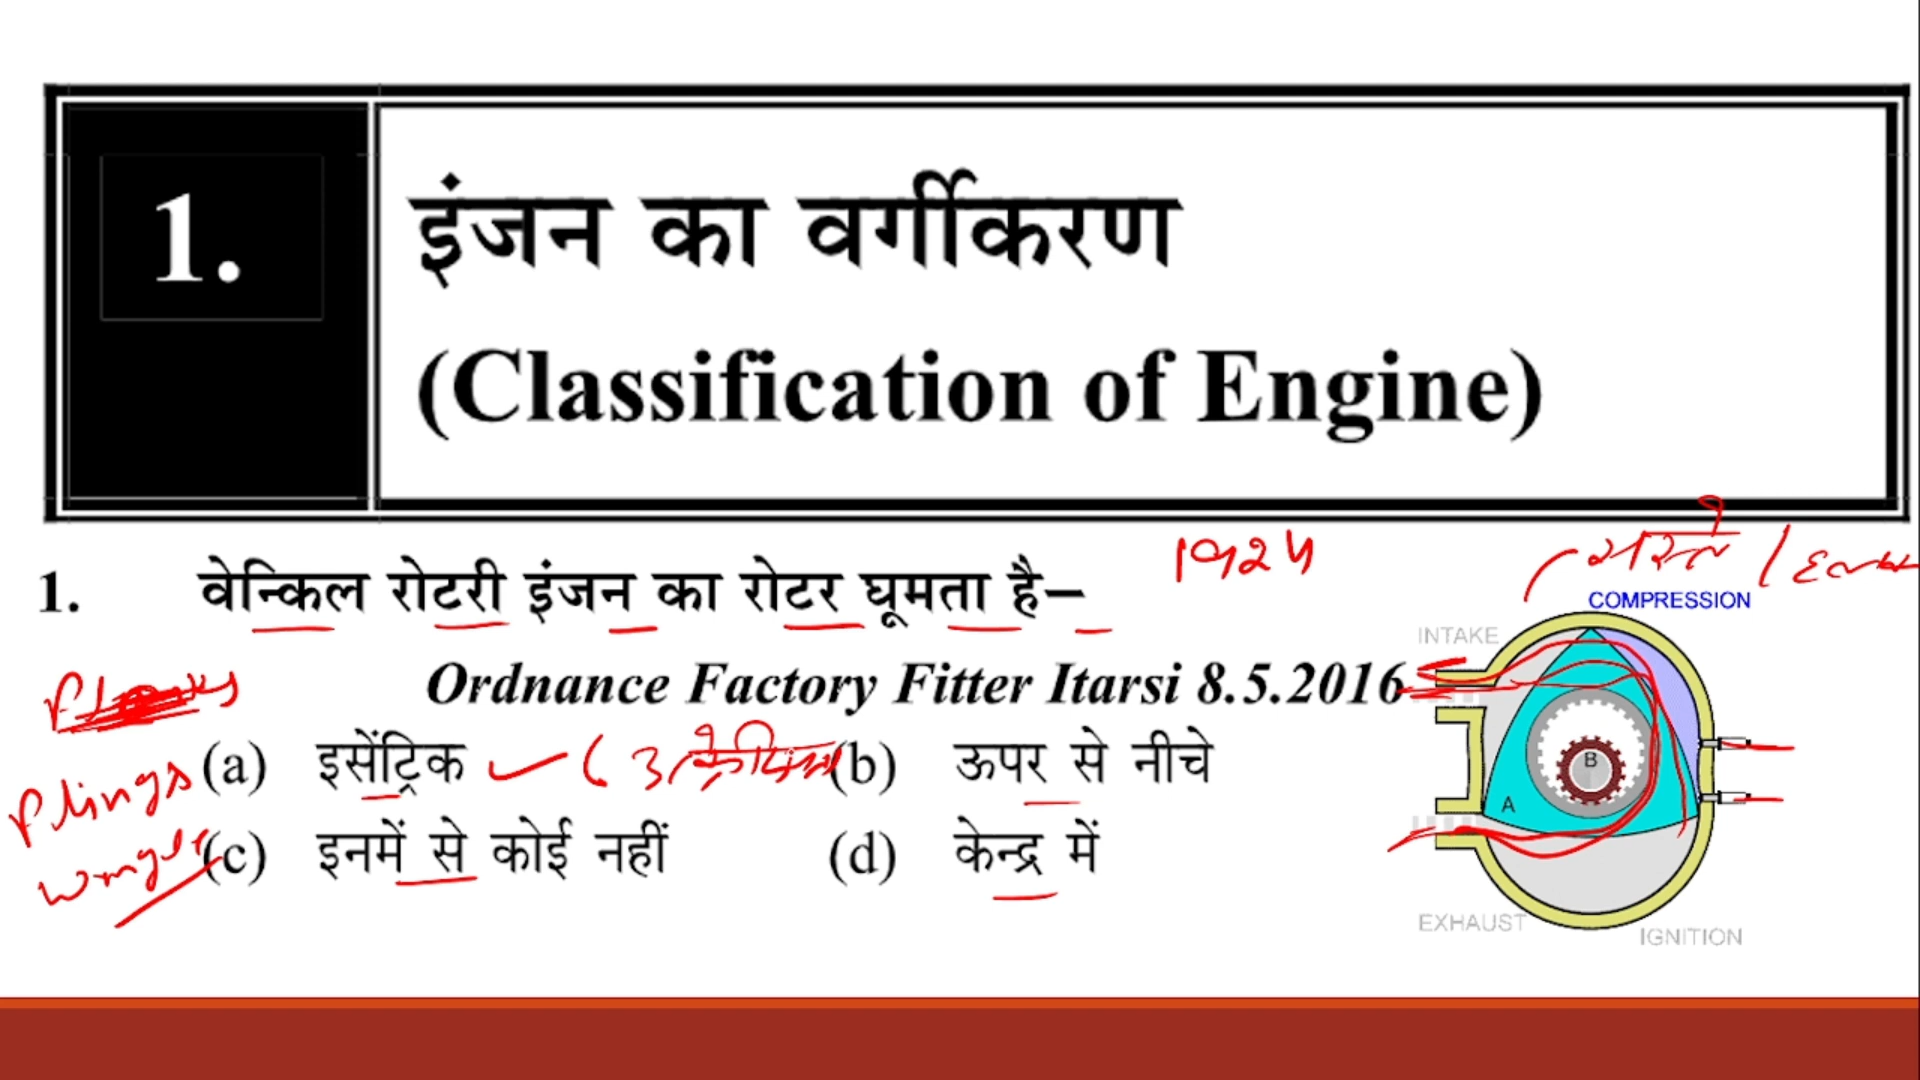 1.
इंजन का वर्गीकरण
(Classification of Engine)
1924
1. वेन्किल रोटरी इंजन का रोटर घूमता है–
Ordnance Factory Fitter Itarsi 8.5.2016
(a) इसेंट्रिक (b) ऊपर से नीचे
(c) इनमें से कोई नहीं (d) केन्द्र में
COMPRESSION
INTAKE
B
A
EXHAUST
IGNITION